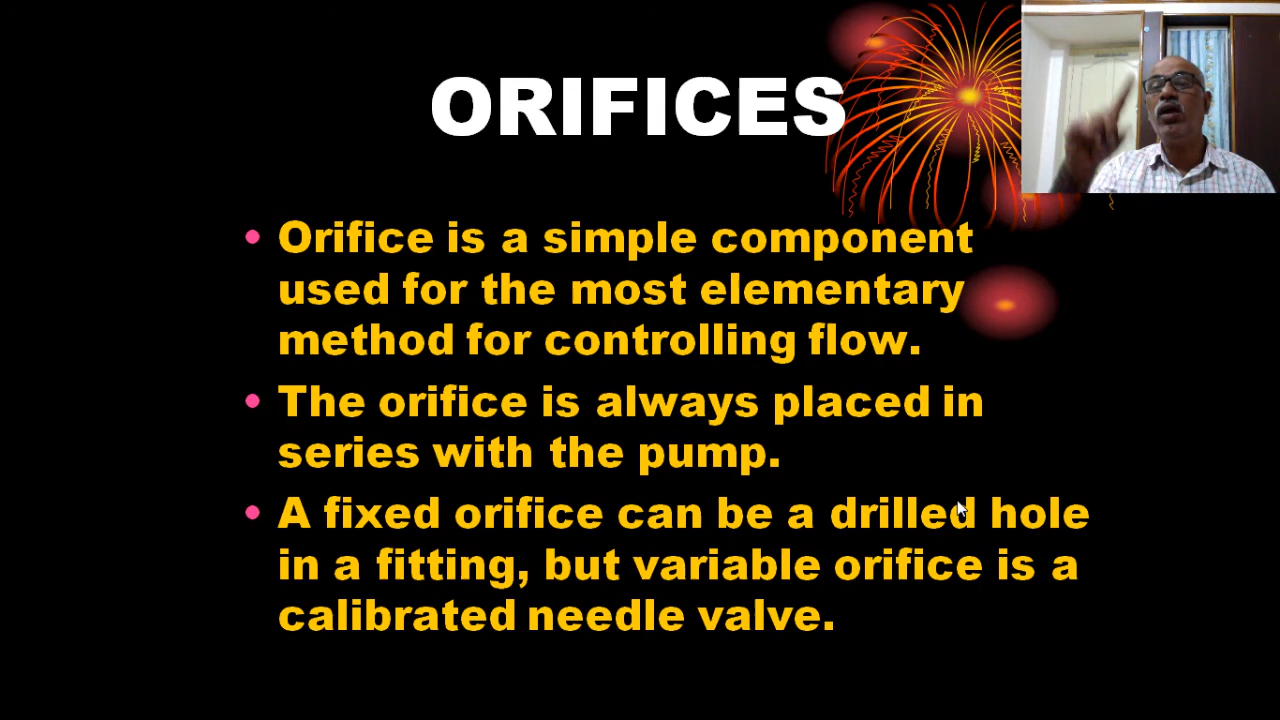 ORIFICES
• Orifice is a simple component
used for the most elementary
method for controlling flow.
• The orifice is always placed in
series with the pump.
• A fixed orifice can be a drilled hole
in a fitting, but variable orifice is a
calibrated needle valve.